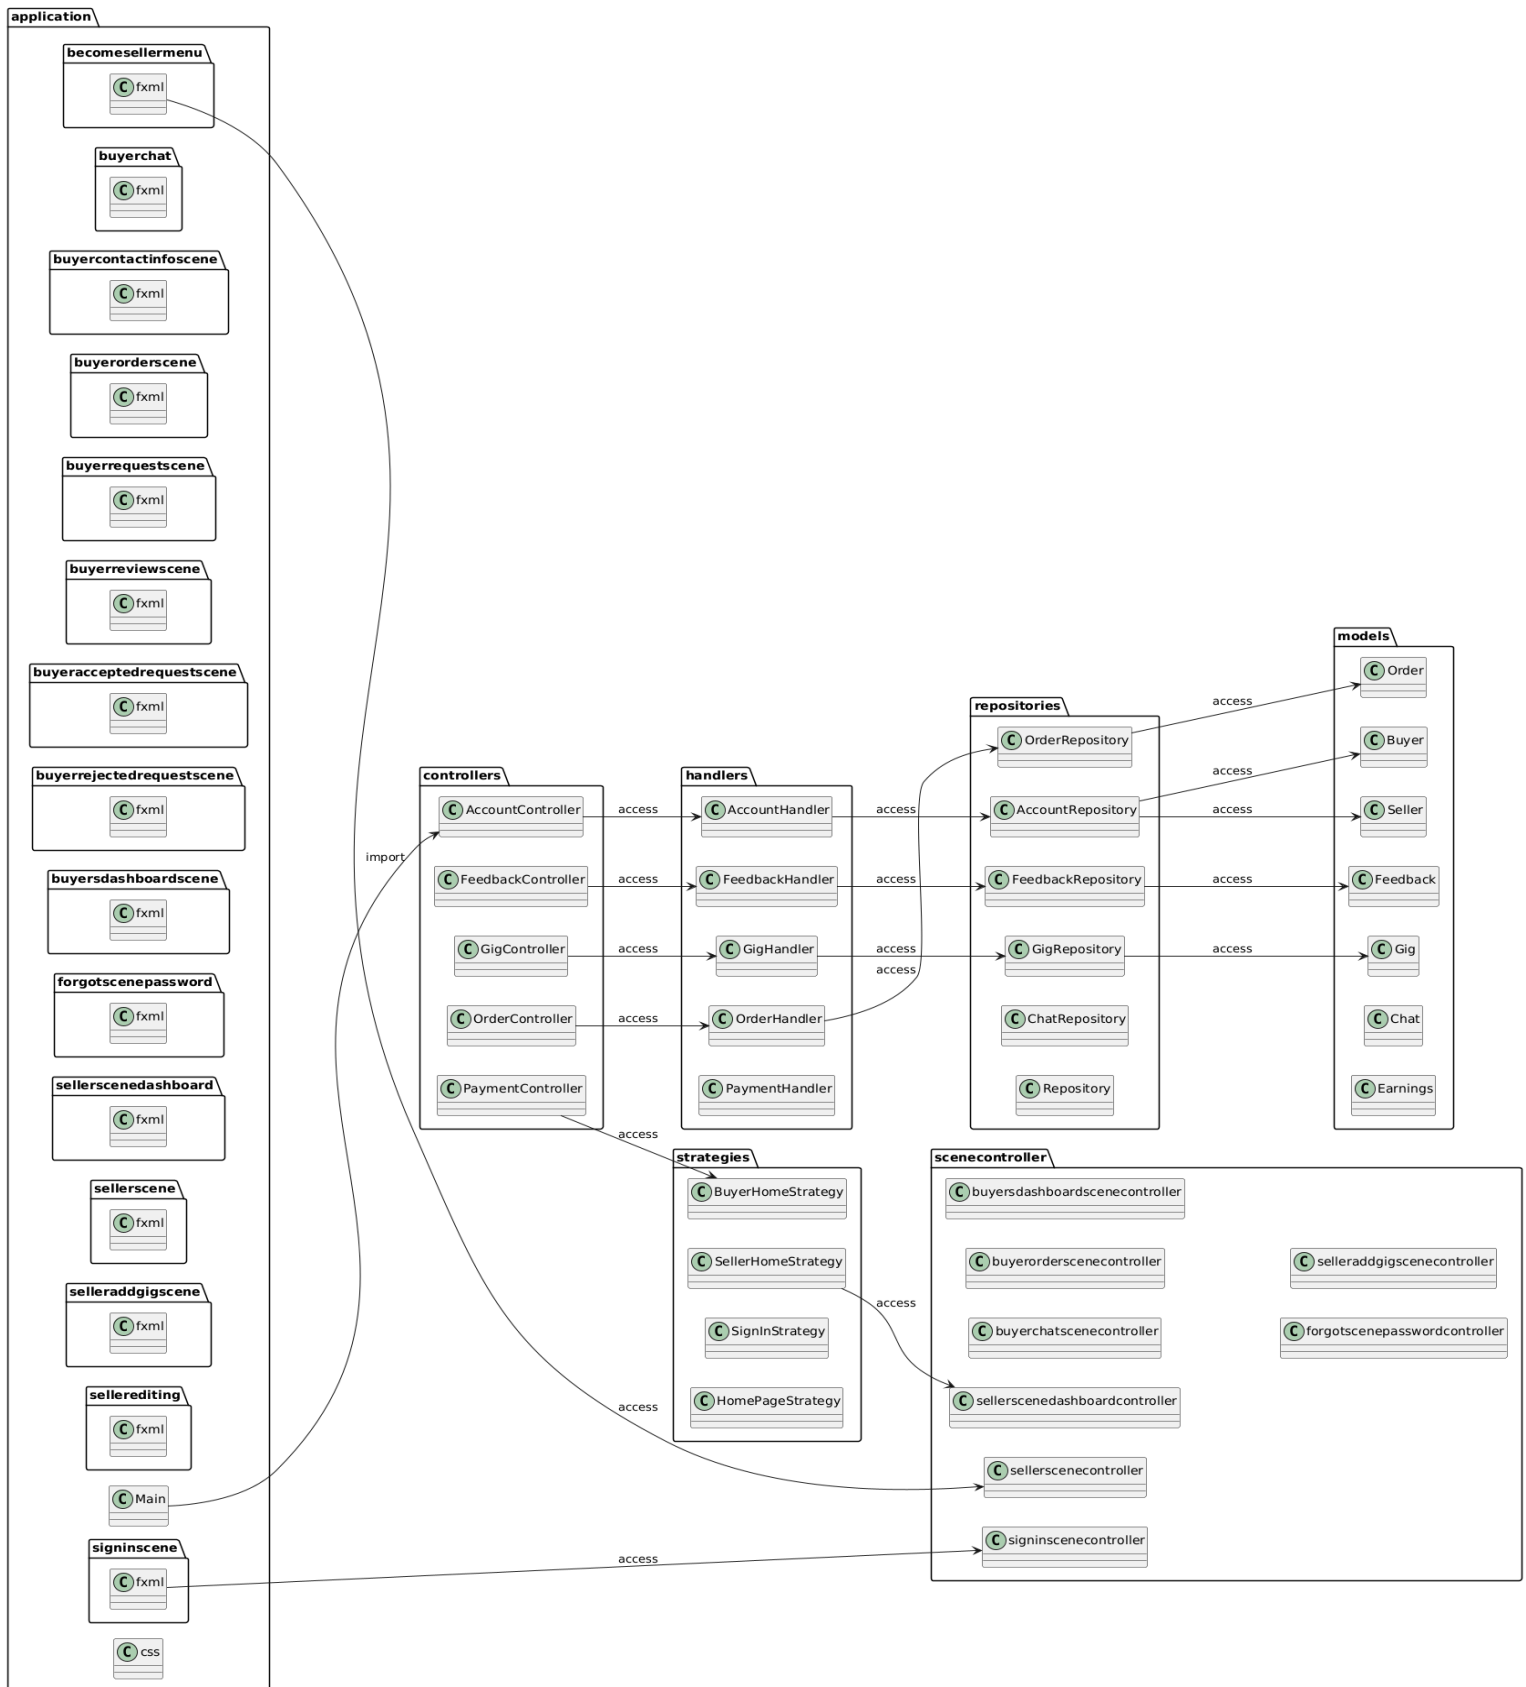 application
becomesellermenu
C fxml
buyerchat
C fxml
buyercontactinfoscene
C fxml
buyerorderscene
C fxml
buyerrequestscene
C fxml
buyerreviewscene
C fxml
buyeracceptedrequestscene
C fxml
buyerrejectedrequestscene
C fxml
buyersdashboardscene
C fxml
forgotscenepassword
C fxml
sellerscenedashboard
C fxml
sellerscene
C fxml
selleraddgigscene
C fxml
sellerediting
C fxml
C Main
signinscene
C fxml
C css
import
controllers
C AccountController
C FeedbackController
C GigController
C OrderController
C PaymentController
access
access
access
access
access
access
access
handlers
C AccountHandler
C FeedbackHandler
C GigHandler
C OrderHandler
C PaymentHandler
strategies
C BuyerHomeStrategy
C SellerHomeStrategy
C SignInStrategy
C HomePageStrategy
access
access
access
access
access
repositories
C OrderRepository
C AccountRepository
C FeedbackRepository
C GigRepository
C ChatRepository
C Repository
access
access
access
access
access
models
C Order
C Buyer
C Seller
C Feedback
C Gig
C Chat
C Earnings
scenecontroller
C buyersdashboardscenecontroller
C buyerorderscenecontroller
C buyerchatscenecontroller
C sellerscenedashboardcontroller
C sellerscenecontroller
C signinscenecontroller
C selleraddgigscenecontroller
C forgotscenepasswordcontroller